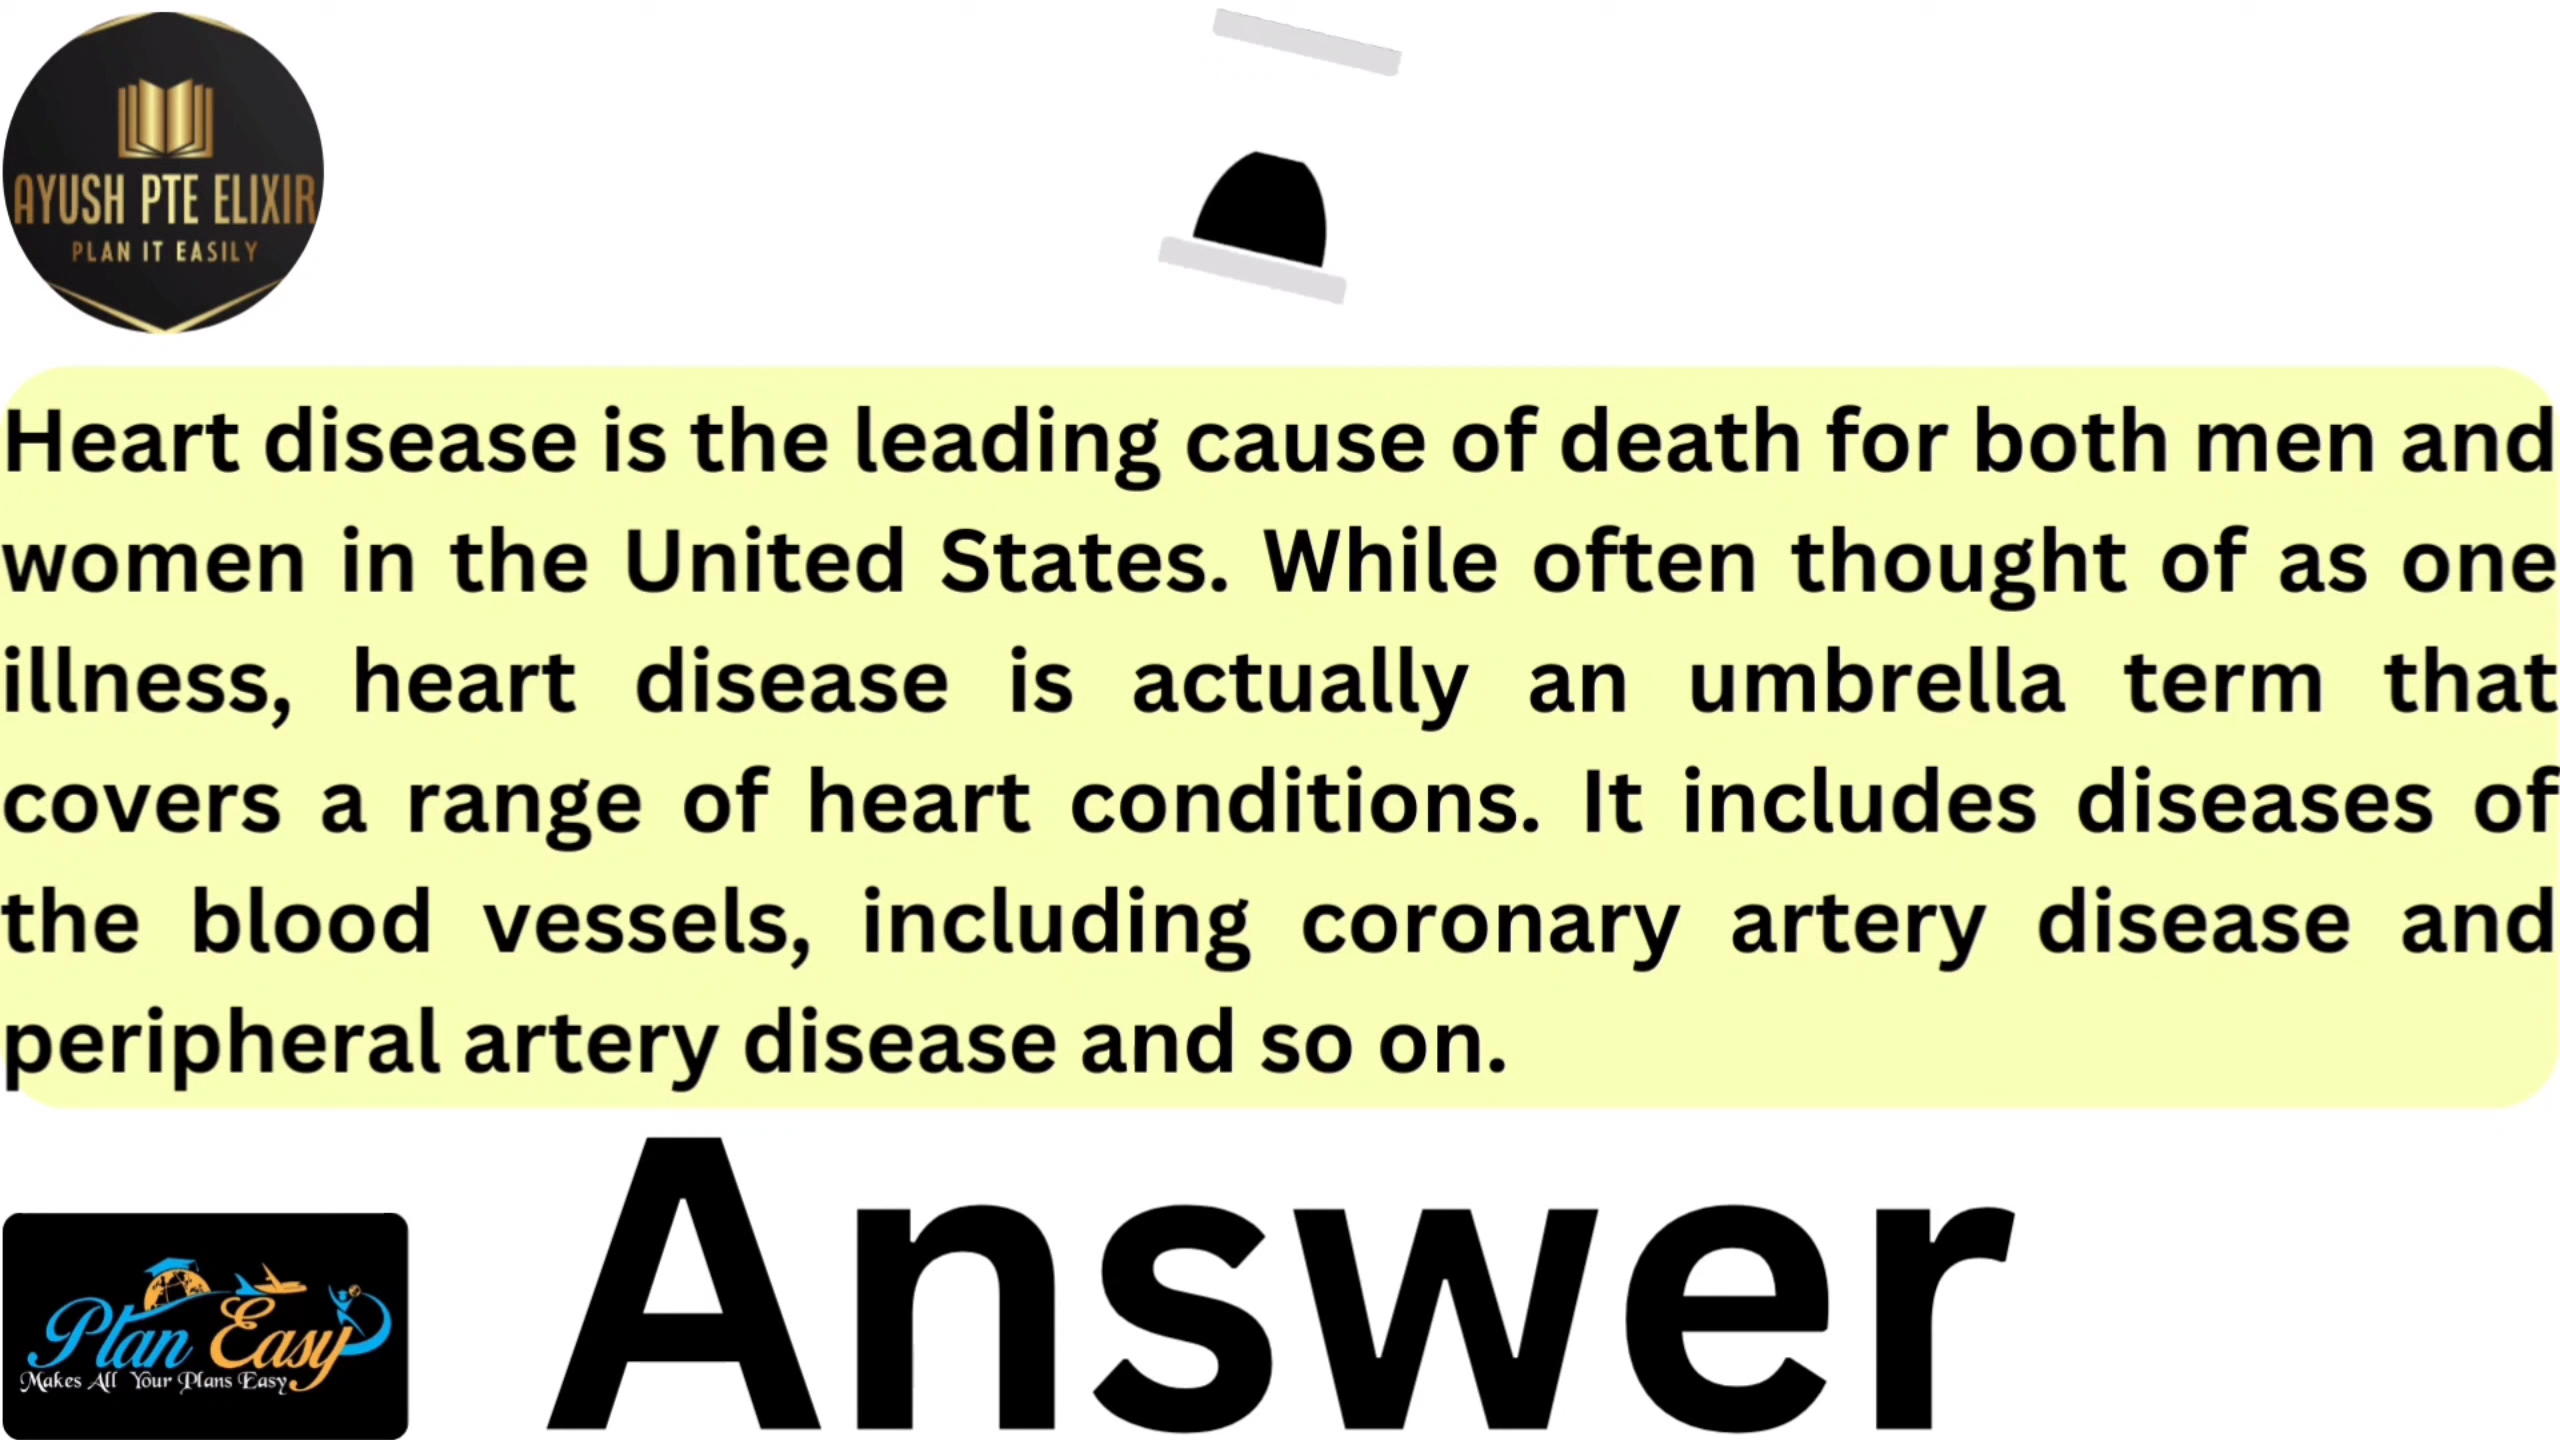 AYUSH PTE ELIXIR
PLAN IT EASILY
Heart disease is the leading cause of death for both men and
women in the United States. While often thought of as one
illness, heart disease is actually an umbrella term that
covers a range of heart conditions. It includes diseases of
the blood vessels, including coronary artery disease and
peripheral artery disease and so on.
Answer
Plan Easy
Makes All Your Plans Easy